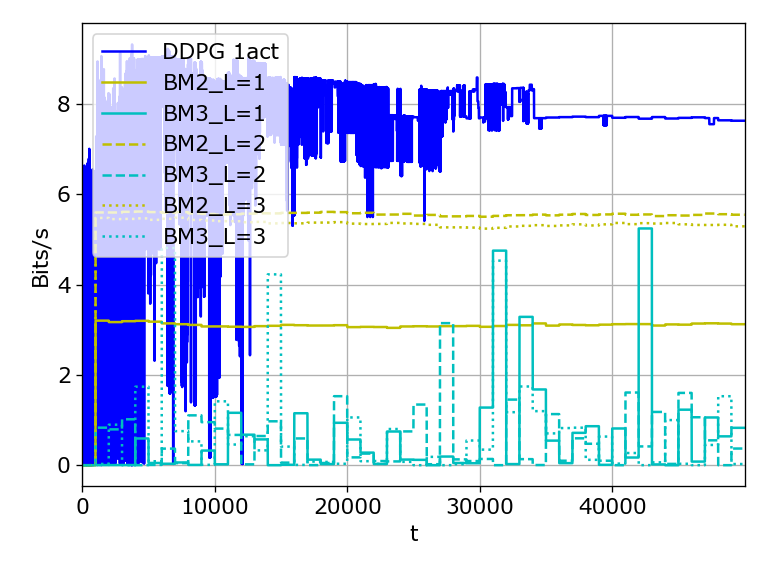 DDPG 1act
BM2_L=1
BM3_L=1
BM2_L=2
BM3_L=2
BM2_L=3
BM3_L=3
Bits/s
8
6
4
2
0
0 10000 20000 30000 40000
t